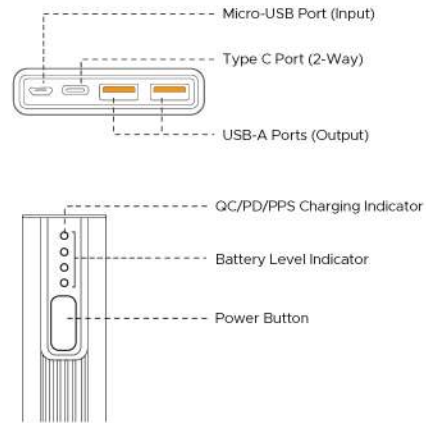 Micro-USB Port (Input)
Type C Port (2-Way)
USB-A Ports (Output)
QC/PD/PPS Charging Indicator
Battery Level Indicator
Power Button